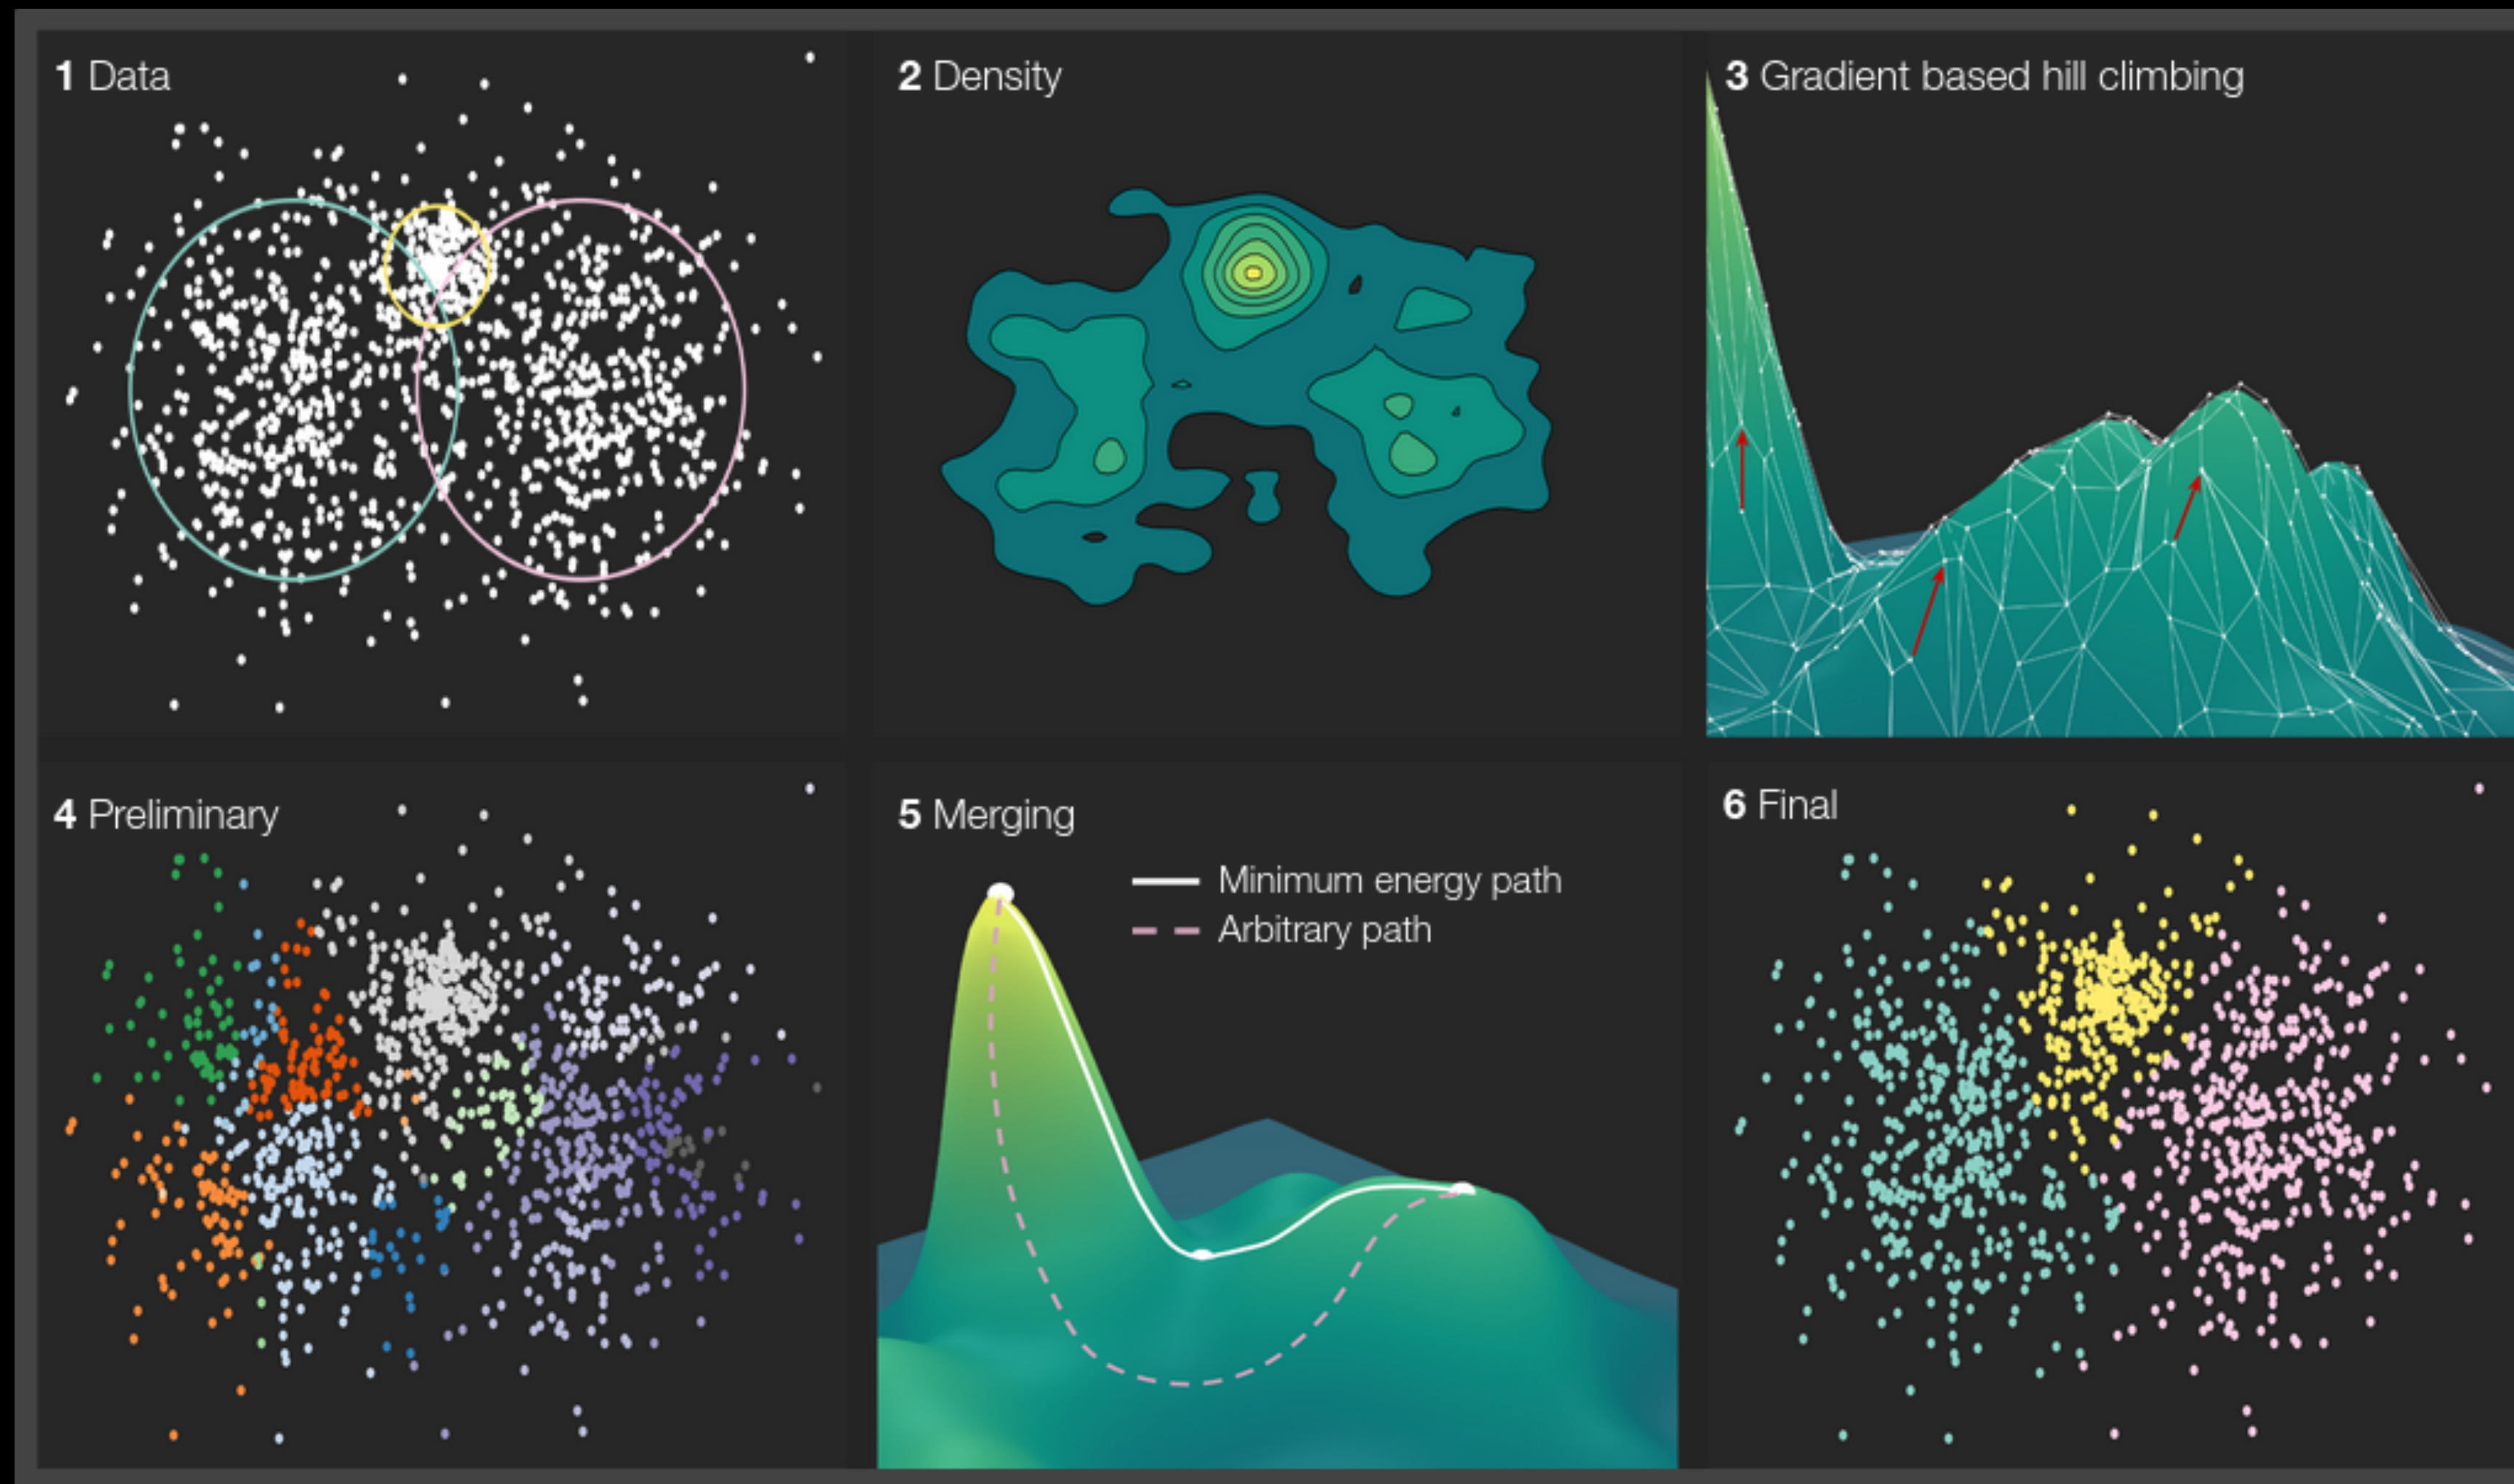 1 Data
2 Density
3 Gradient based hill climbing
4 Preliminary
5 Merging
Minimum energy path
Arbitrary path
6 Final